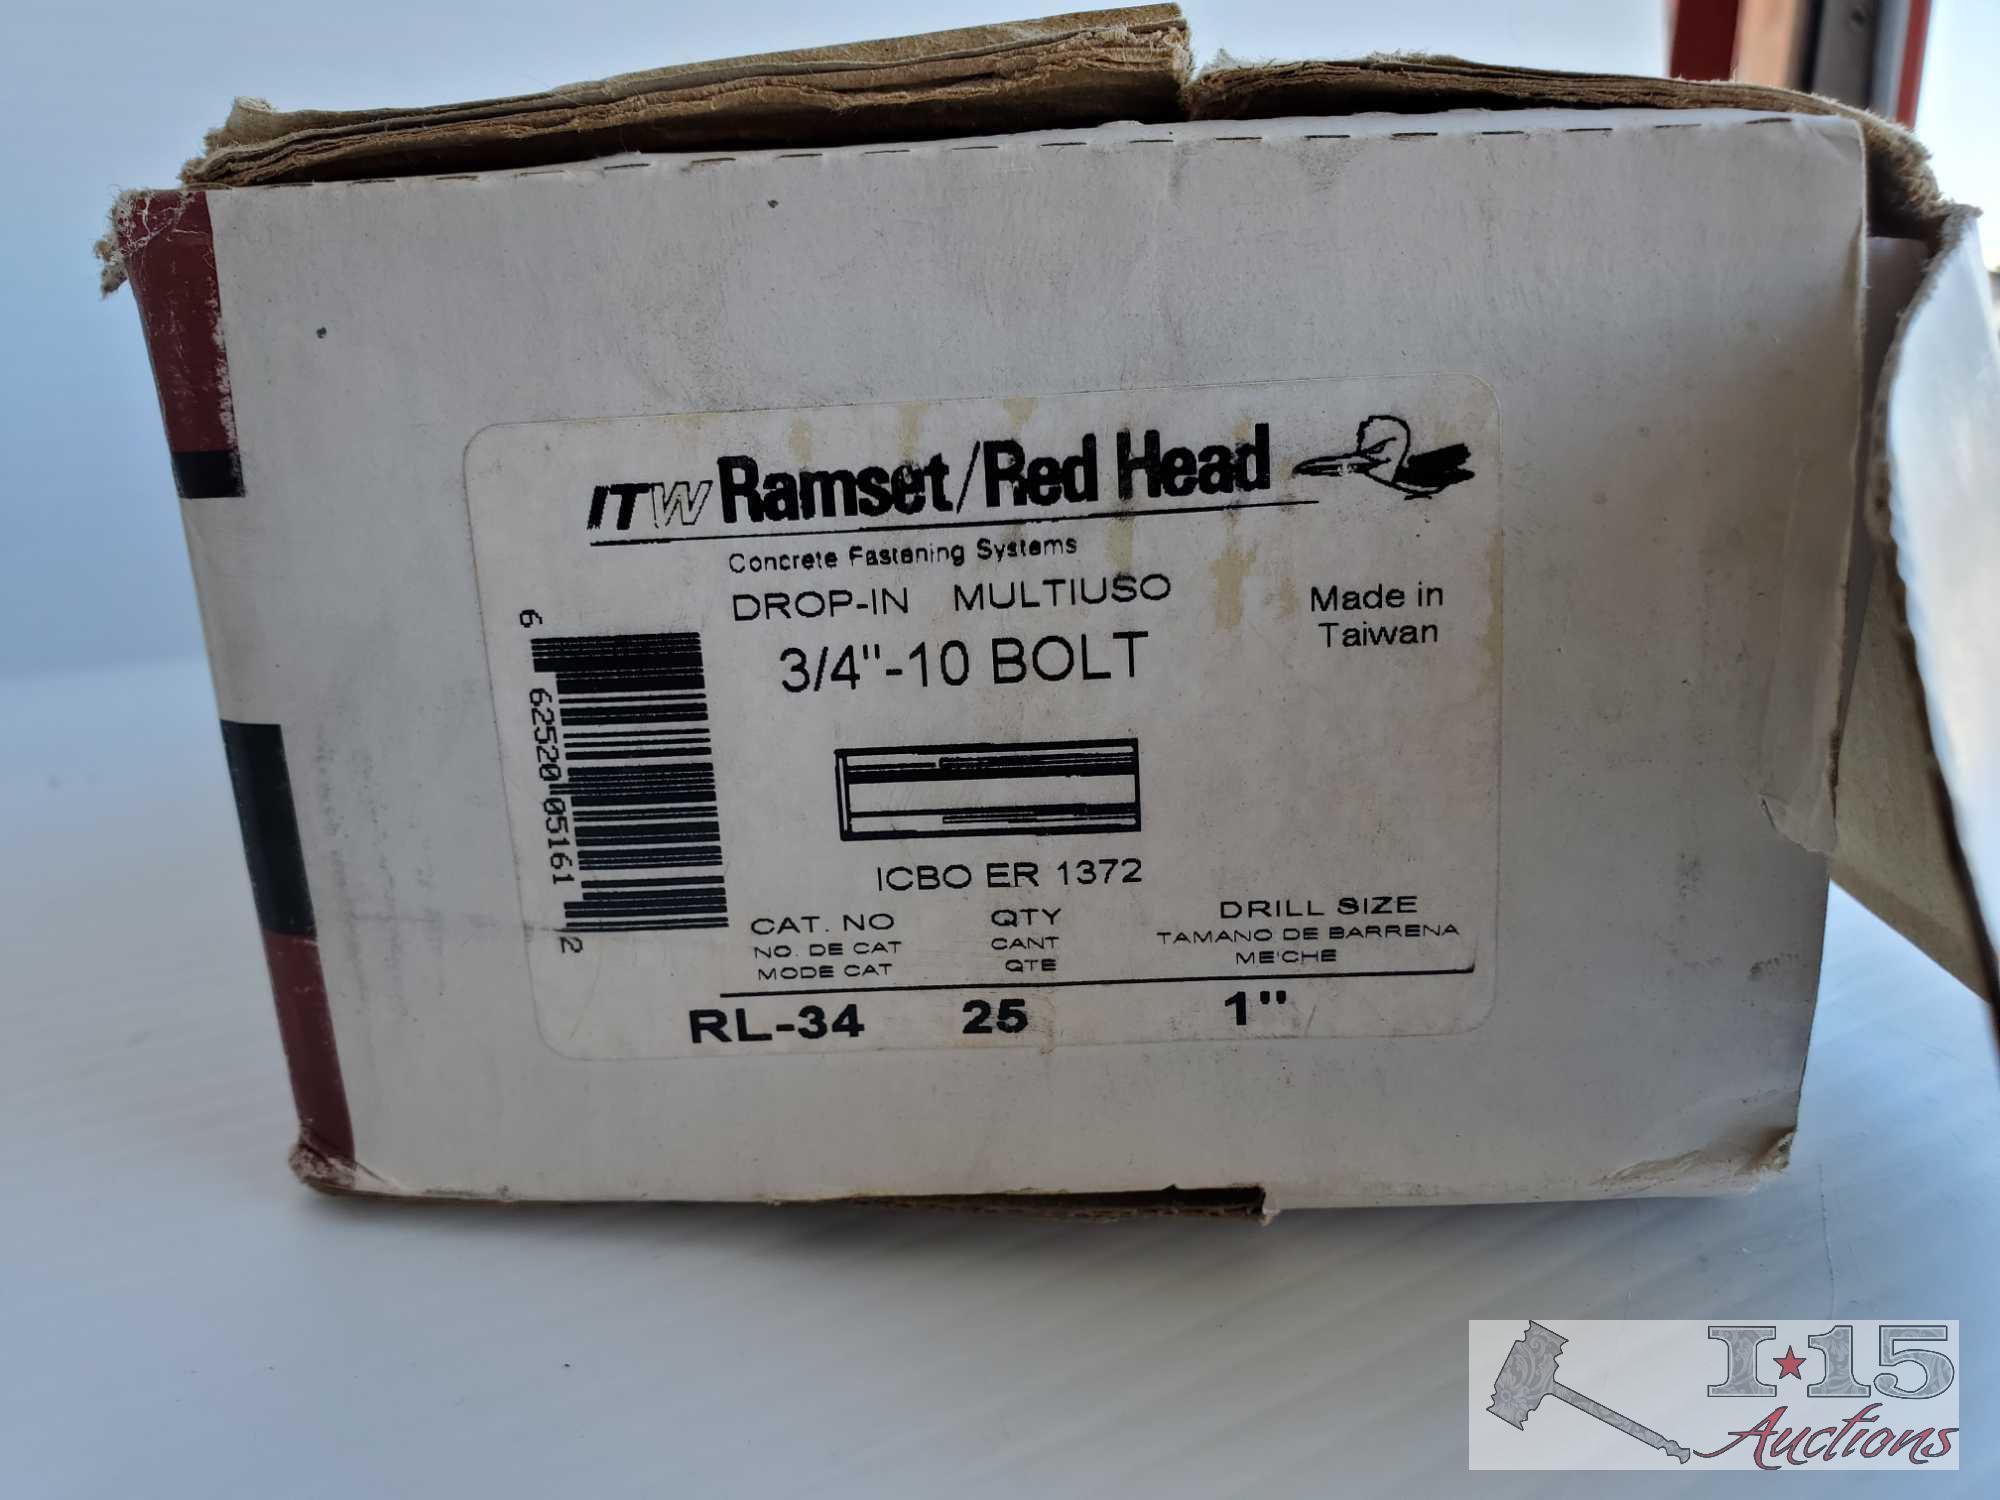 ITW Ramset/Red Head
Concrete Fastening Systems
DROP-IN MULTIUSO
3/4"-10 BOLT
Made in
Taiwan
6 62520 05161 2
ICBO ER 1372
CAT. NO QTY DRILL SIZE
NO. DE CAT CANT TAMANO DE BARRENA
MODE CAT QTE ME'CHE
RL-34 25 1"
I★15
Auctions